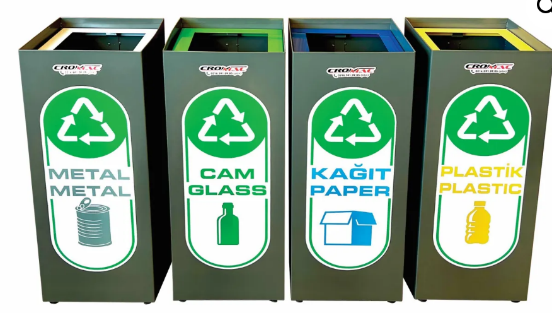 CROMAX
METAL
METAL
CROMAX
CAM
GLASS
CROMAX
KAĞIT
PAPER
CROMAX
PLASTİK
PLASTIC